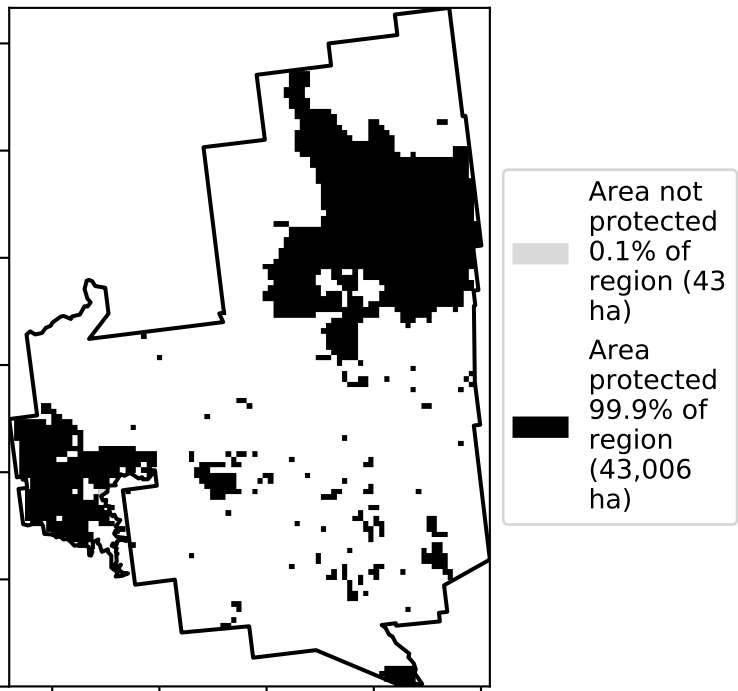 Area not
protected
0.1% of
region (43
ha)
Area
protected
99.9% of
region
(43,006
ha)